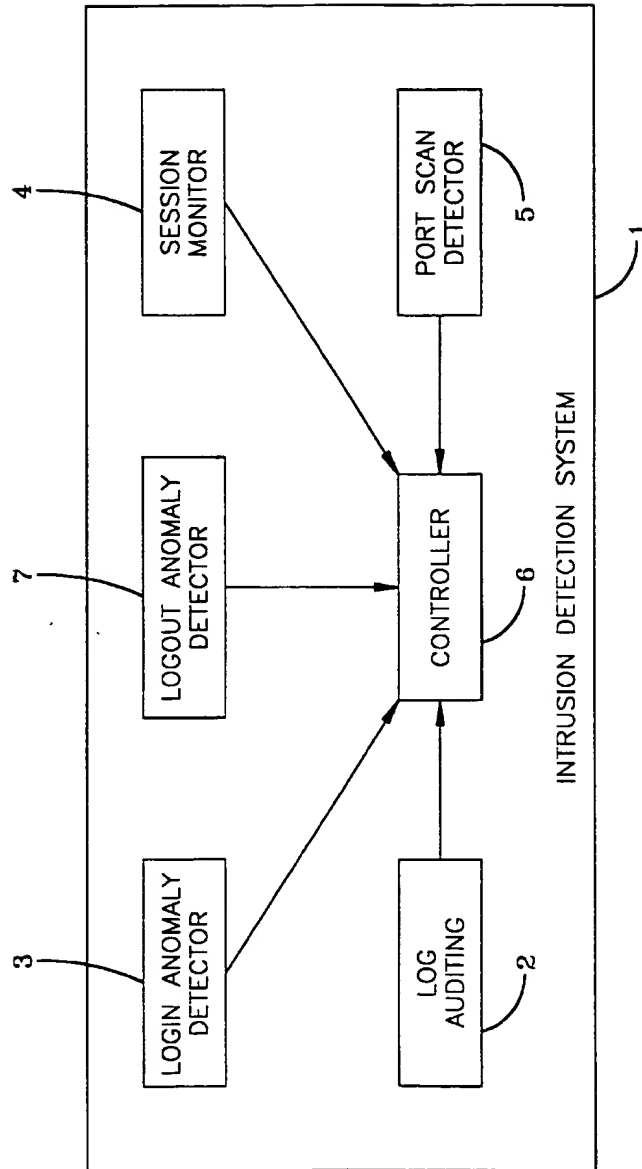 3
7
4
LOGIN ANOMALY
DETECTOR
LOGOUT ANOMALY
DETECTOR
SESSION
MONITOR
LOG
AUDITING
CONTROLLER
PORT SCAN
DETECTOR
2
6
5
INTRUSION DETECTION SYSTEM
1